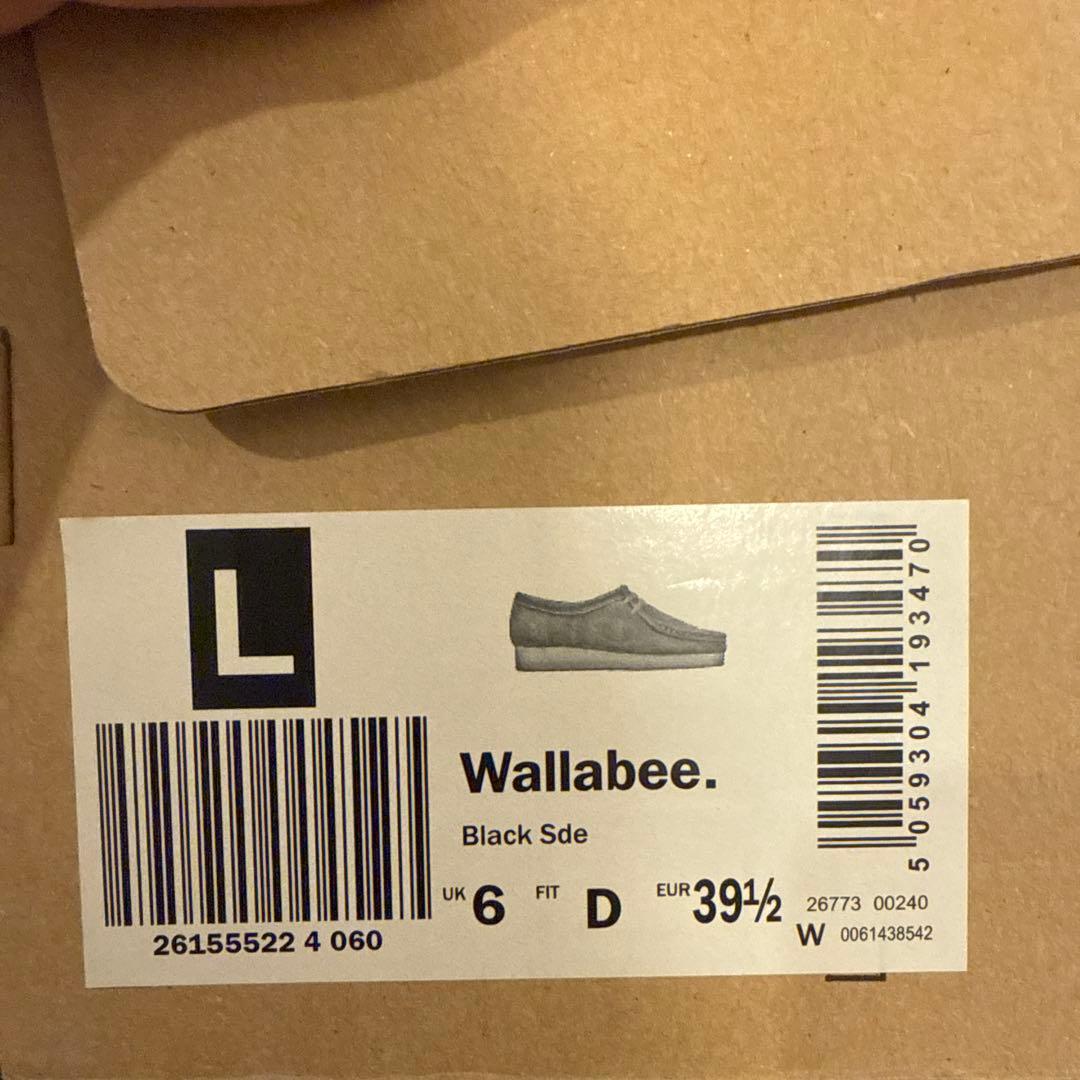 L
26155522 4 060
Wallabee.
Black Sde
UK 6 FIT D EUR 39½
5 059304 193470
26773 00240
W 0061438542